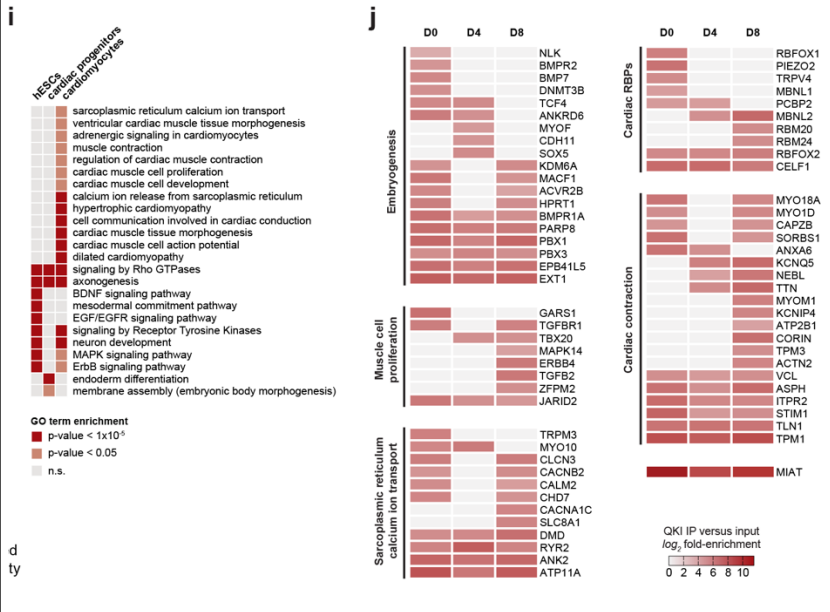 i
hESCs
cardiac progenitors
cardiomyocytes
sarcoplasmic reticulum calcium ion transport
ventricular cardiac muscle tissue morphogenesis
adrenergic signaling in cardiomyocytes
muscle contraction
regulation of cardiac muscle contraction
cardiac muscle cell proliferation
cardiac muscle cell development
calcium ion release from sarcoplasmic reticulum
hypertrophic cardiomyopathy
cell communication involved in cardiac conduction
cardiac muscle tissue morphogenesis
cardiac muscle cell action potential
dilated cardiomyopathy
signaling by Rho GTPases
axonogenesis
BDNF signaling pathway
mesodermal commitment pathway
EGF/EGFR signaling pathway
signaling by Receptor Tyrosine Kinases
neuron development
MAPK signaling pathway
ErbB signaling pathway
endoderm differentiation
membrane assembly (embryonic body morphogenesis)
GO term enrichment
p-value < 1x10⁻⁵
p-value < 0.05
n.s.
d
ty
j
D0 D4 D8
Embryogenesis
NLK
BMPR2
BMP7
DNMT3B
TCF4
ANKRD6
MYOF
CDH11
SOX5
KDM6A
MACF1
ACVR2B
HPRT1
BMPR1A
PARP8
PBX1
PBX3
EPB41L5
EXT1
Muscle cell
proliferation
GARS1
TGFBR1
TBX20
MAPK14
ERBB4
TGFB2
ZFPM2
JARID2
Sarcoplasmic reticulum
calcium ion transport
TRPM3
MYO10
CLCN3
CACNB2
CALM2
CHD7
CACNA1C
SLC8A1
DMD
RYR2
ANK2
ATP11A
D0 D4 D8
Cardiac RBPs
RBFOX1
PIEZO2
TRPV4
MBNL1
PCBP2
MBNL2
RBM20
RBM24
RBFOX2
CELF1
Cardiac contraction
MYO18A
MYO1D
CAPZB
SORBS1
ANXA6
KCNQ5
NEBL
TTN
MYOM1
KCNIP4
ATP2B1
CORIN
TPM3
ACTN2
VCL
ASPH
ITPR2
STIM1
TLN1
TPM1
MIAT
QKI IP versus input
log₂ fold-enrichment
0 2 4 6 8 10